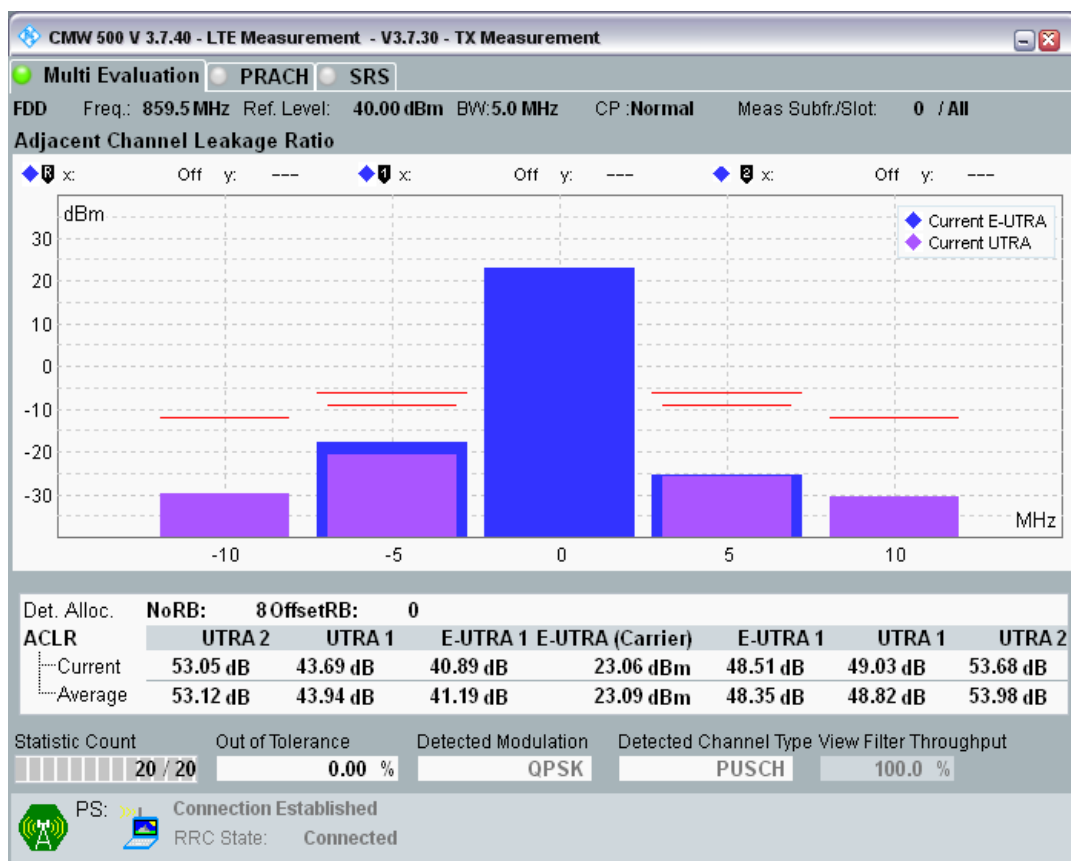 CMW 500 V 3.7.40 - LTE Measurement - V3.7.30 - TX Measurement
Multi Evaluation PRACH SRS
FDD Freq.: 859.5 MHz Ref. Level: 40.00 dBm BW:5.0 MHz CP :Normal Meas Subfr./Slot: 0 / All
Adjacent Channel Leakage Ratio
R x: Off y: --- 1 x: Off y: --- 2 x: Off y: ---
dBm
Current E-UTRA
Current UTRA
30
20
10
0
-10
-20
-30
MHz
-10 -5 0 5 10
Det. Alloc. NoRB: 8 OffsetRB: 0
ACLR UTRA 2 UTRA 1 E-UTRA 1 E-UTRA (Carrier) E-UTRA 1 UTRA 1 UTRA 2
Current 53.05 dB 43.69 dB 40.89 dB 23.06 dBm 48.51 dB 49.03 dB 53.68 dB
Average 53.12 dB 43.94 dB 41.19 dB 23.09 dBm 48.35 dB 48.82 dB 53.98 dB
Statistic Count Out of Tolerance Detected Modulation Detected Channel Type View Filter Throughput
20 / 20 0.00 % QPSK PUSCH 100.0 %
PS: Connection Established
RRC State: Connected